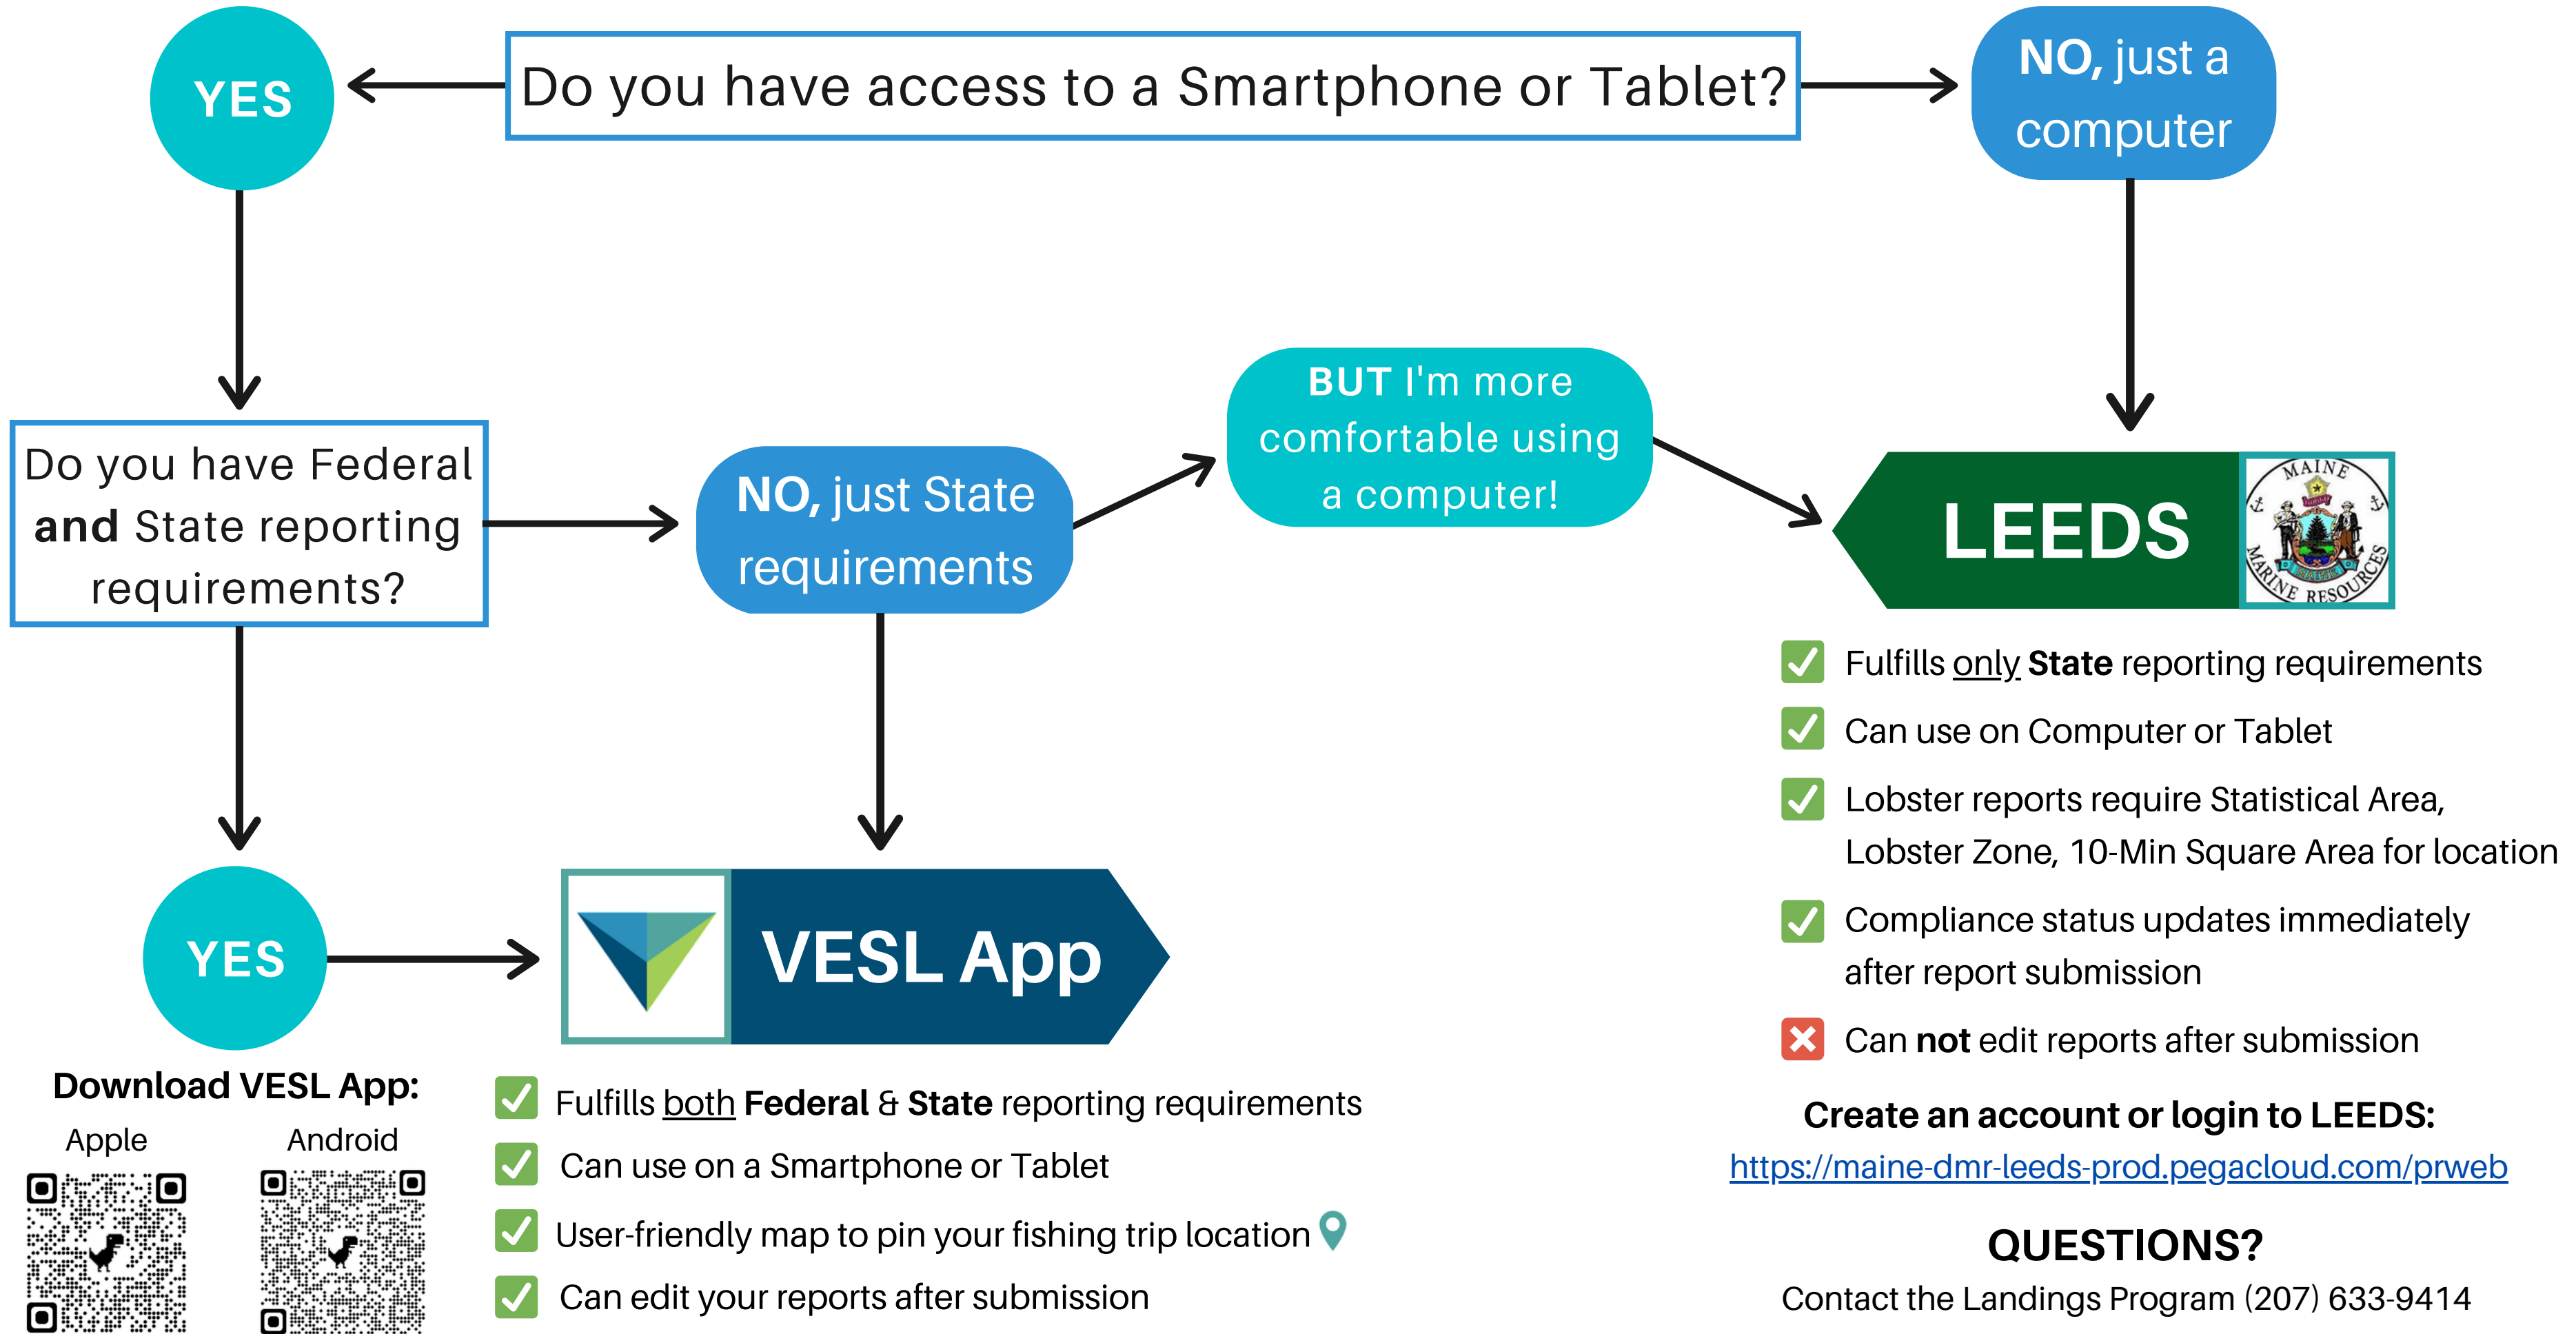 YES
Do you have access to a Smartphone or Tablet?
NO, just a
computer
Do you have Federal
and State reporting
requirements?
NO, just State
requirements
BUT I'm more
comfortable using
a computer!
LEEDS
MAINE
MARINE RESOURCES
YES
VESL App
Download VESL App:
Apple
Android
Fulfills both Federal & State reporting requirements
Can use on a Smartphone or Tablet
User-friendly map to pin your fishing trip location
Can edit your reports after submission
Fulfills only State reporting requirements
Can use on Computer or Tablet
Lobster reports require Statistical Area,
Lobster Zone, 10-Min Square Area for location
Compliance status updates immediately
after report submission
Can not edit reports after submission
Create an account or login to LEEDS:
https://maine-dmr-leeds-prod.pegacloud.com/prweb
QUESTIONS?
Contact the Landings Program (207) 633-9414